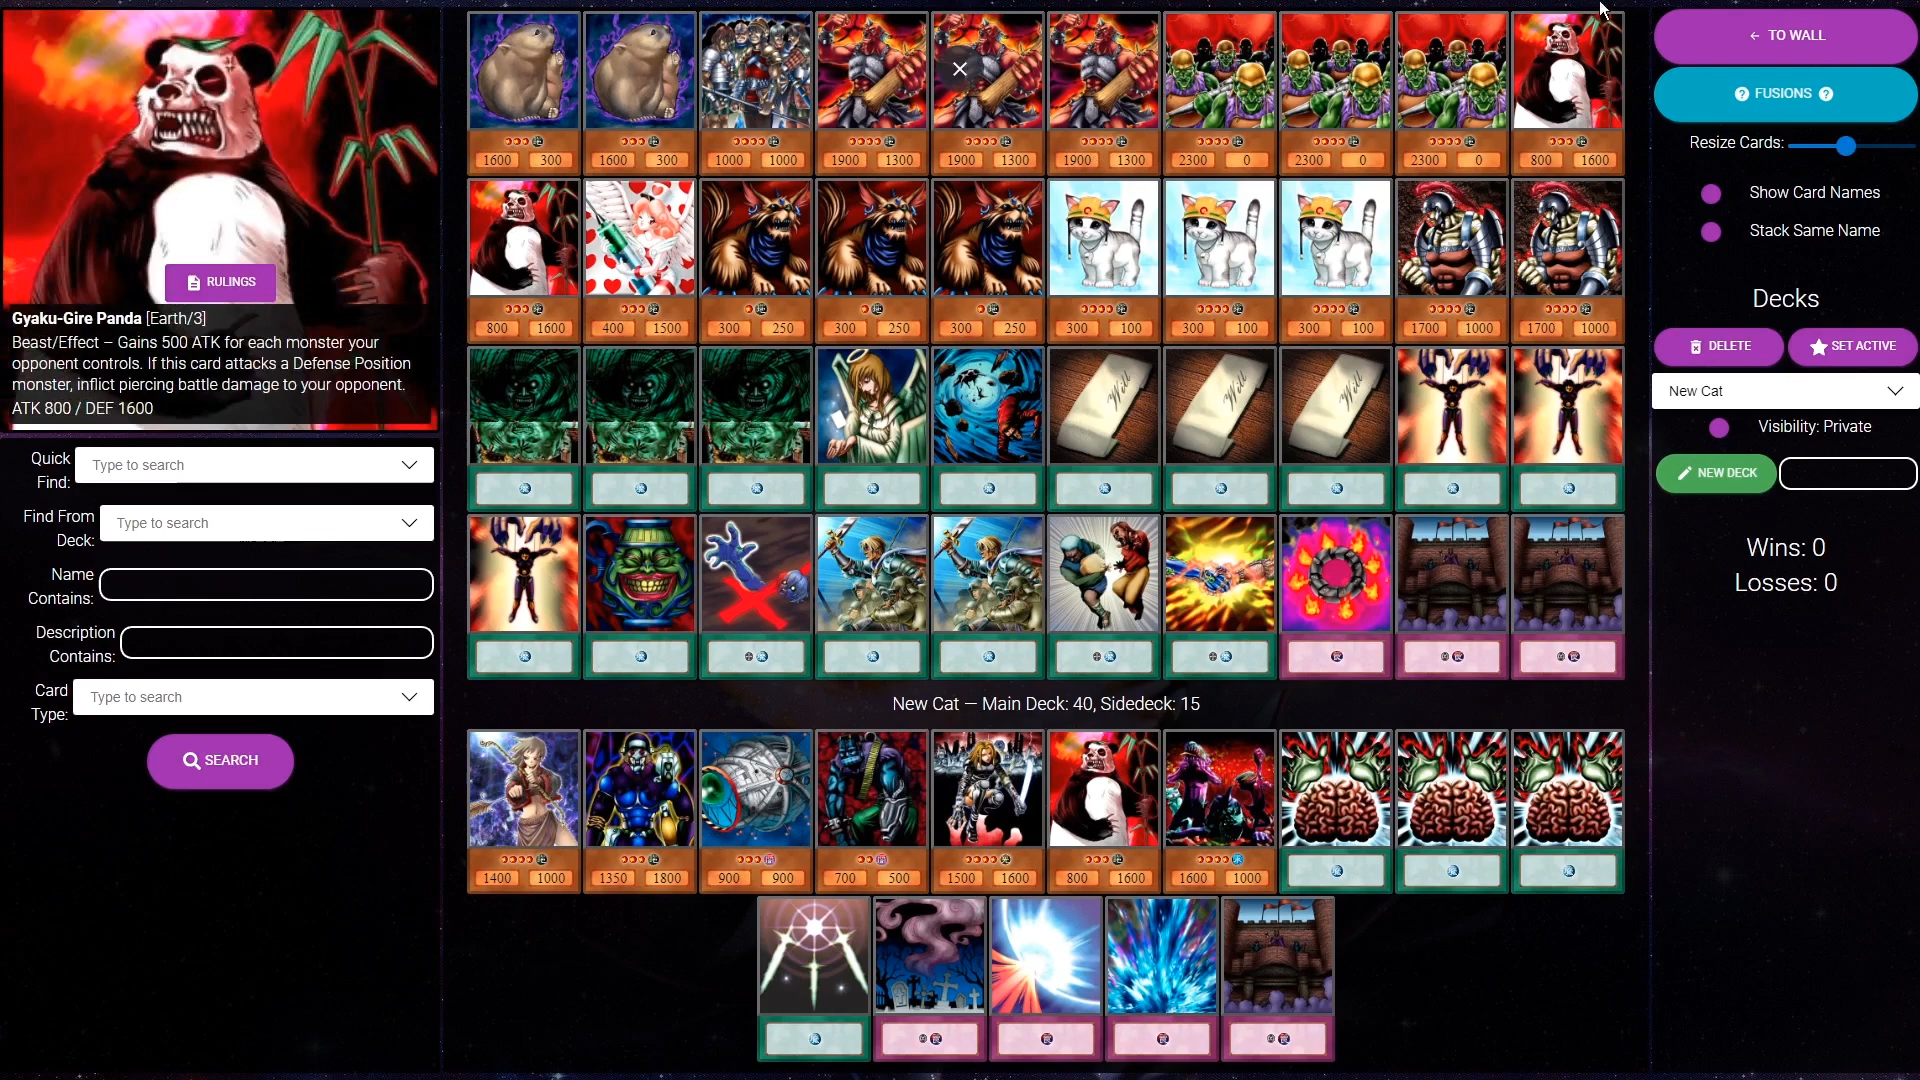 RULINGS
Gyaku-Gire Panda [Earth/3]
Beast/Effect – Gains 500 ATK for each monster your
opponent controls. If this card attacks a Defense Position
monster, inflict piercing battle damage to your opponent.
ATK 800 / DEF 1600
Quick
Find:
Type to search
Find From
Deck:
Type to search
Name
Contains:
Description
Contains:
Card
Type:
Type to search
SEARCH
1600 300 1600 300 1000 1000 1900 1300 1900 1300 1900 1300 2300 0 2300 0 2300 0 800 1600
800 1600 400 1500 300 250 300 250 300 250 300 100 300 100 300 100 1700 1000 1700 1000
Will Will Will
New Cat — Main Deck: 40, Sidedeck: 15
1400 1000 1350 1800 900 900 700 500 1500 1600 800 1600 1600 1000
← TO WALL
? FUSIONS ?
Resize Cards:
Show Card Names
Stack Same Name
Decks
DELETE
SET ACTIVE
New Cat
Visibility: Private
NEW DECK
Wins: 0
Losses: 0